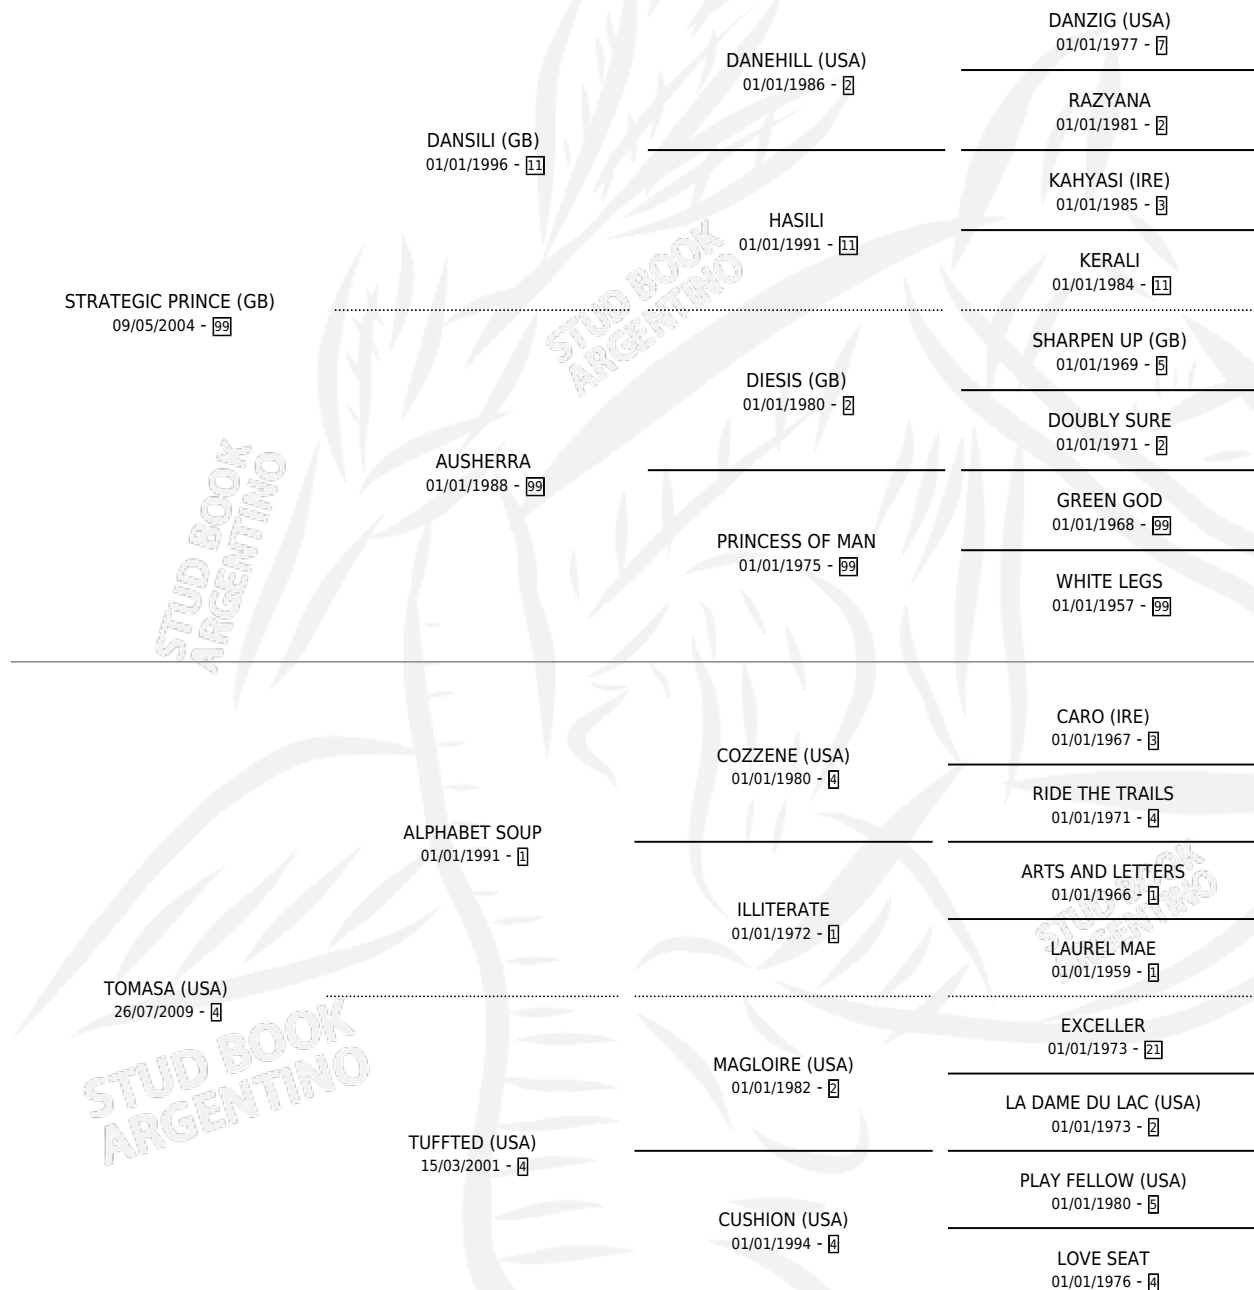 STRATEGIC PRINCE (GB)
09/05/2004 - 99
DANSILI (GB)
01/01/1996 - 11
AUSHERRA
01/01/1988 - 99
DANEHILL (USA)
01/01/1986 - 2
HASILI
01/01/1991 - 11
DIESIS (GB)
01/01/1980 - 2
PRINCESS OF MAN
01/01/1975 - 99
DANZIG (USA)
01/01/1977 - 7
RAZYANA
01/01/1981 - 2
KAHYASI (IRE)
01/01/1985 - 3
KERALI
01/01/1984 - 11
SHARPEN UP (GB)
01/01/1969 - 5
DOUBLY SURE
01/01/1971 - 2
GREEN GOD
01/01/1968 - 99
WHITE LEGS
01/01/1957 - 99
STUD BOOK
ARGENTINO
STUD BOOK
ARGENTINO
TOMASA (USA)
26/07/2009 - 4
ALPHABET SOUP
01/01/1991 - 1
TUFFTED (USA)
15/03/2001 - 4
COZZENE (USA)
01/01/1980 - 4
ILLITERATE
01/01/1972 - 1
MAGLOIRE (USA)
01/01/1982 - 2
CUSHION (USA)
01/01/1994 - 4
CARO (IRE)
01/01/1967 - 3
RIDE THE TRAILS
01/01/1971 - 4
ARTS AND LETTERS
01/01/1966 - 1
LAUREL MAE
01/01/1959 - 1
EXCELLER
01/01/1973 - 21
LA DAME DU LAC (USA)
01/01/1973 - 2
PLAY FELLOW (USA)
01/01/1980 - 5
LOVE SEAT
01/01/1976 - 4
STUD BOOK
ARGENTINO
STUD BOOK
ARGENTINO